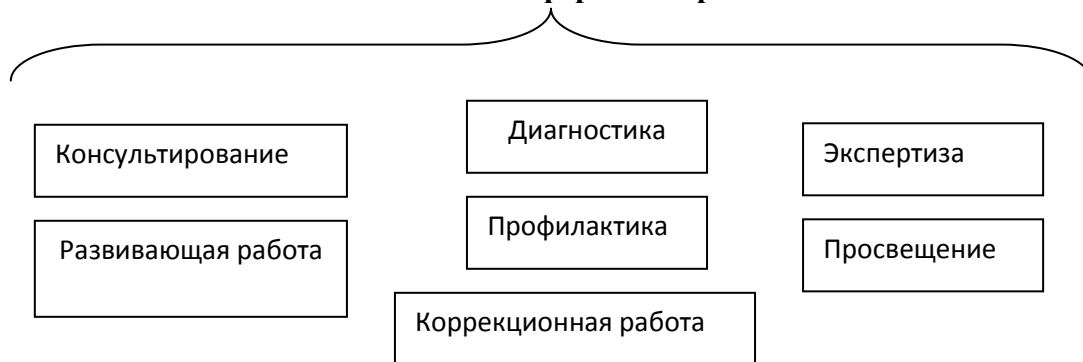 Консультирование
Диагностика
Экспертиза
Развивающая работа
Профилактика
Просвещение
Коррекционная работа